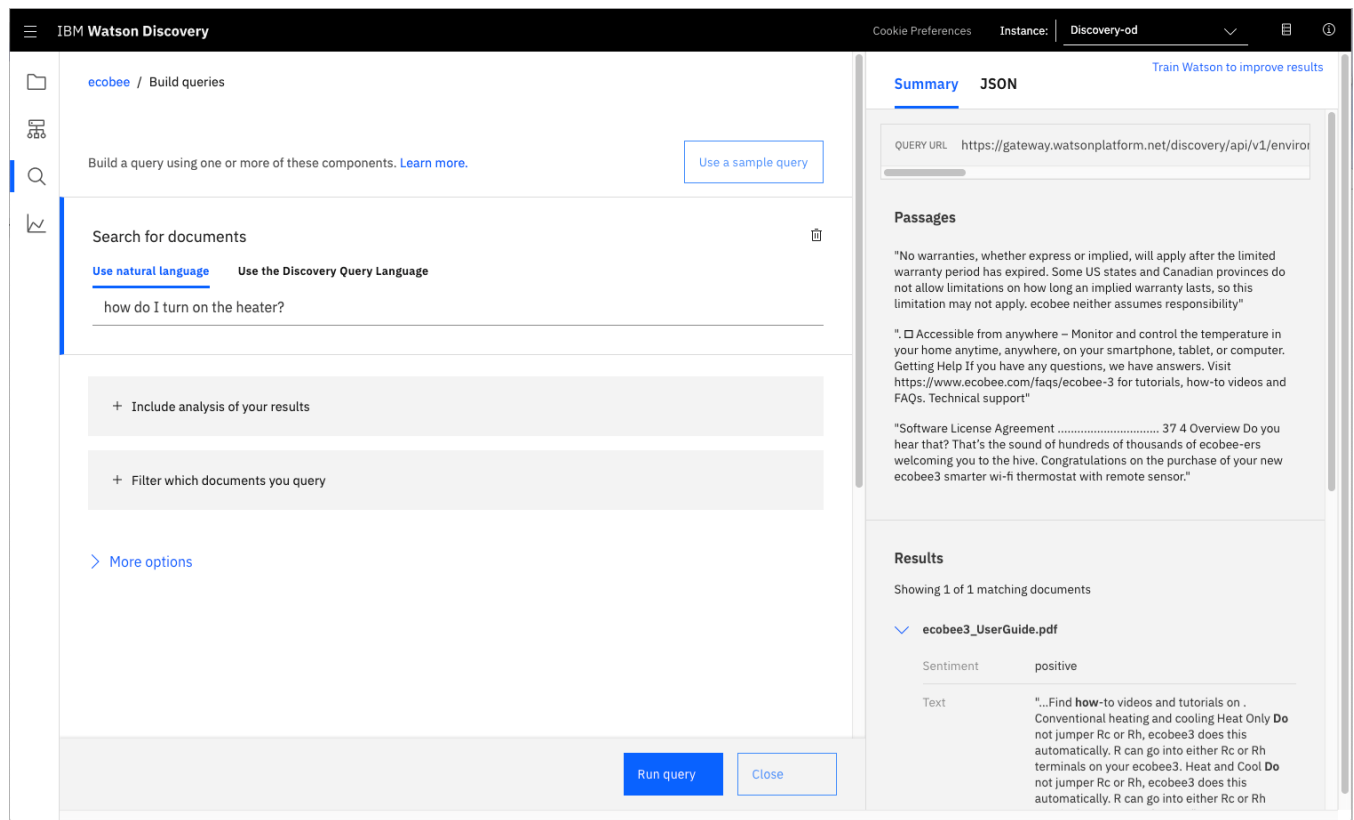 IBM Watson Discovery
Cookie Preferences
Instance:
Discovery-od
ecobee / Build queries
Build a query using one or more of these components. Learn more.
Use a sample query
Search for documents
Use natural language
Use the Discovery Query Language
how do I turn on the heater?
+ Include analysis of your results
+ Filter which documents you query
More options
Run query
Close
Train Watson to improve results
Summary
JSON
QUERY URL
https://gateway.watsonplatform.net/discovery/api/v1/enviror
Passages
"No warranties, whether express or implied, will apply after the limited
warranty period has expired. Some US states and Canadian provinces do
not allow limitations on how long an implied warranty lasts, so this
limitation may not apply. ecobee neither assumes responsibility"
". □ Accessible from anywhere – Monitor and control the temperature in
your home anytime, anywhere, on your smartphone, tablet, or computer.
Getting Help If you have any questions, we have answers. Visit
https://www.ecobee.com/faqs/ecobee-3 for tutorials, how-to videos and
FAQs. Technical support"
"Software License Agreement ............................... 37 4 Overview Do you
hear that? That's the sound of hundreds of thousands of ecobee-ers
welcoming you to the hive. Congratulations on the purchase of your new
ecobee3 smarter wi-fi thermostat with remote sensor."
Results
Showing 1 of 1 matching documents
ecobee3_UserGuide.pdf
Sentiment
positive
Text
"...Find how-to videos and tutorials on .
Conventional heating and cooling Heat Only Do
not jumper Rc or Rh, ecobee3 does this
automatically. R can go into either Rc or Rh
terminals on your ecobee3. Heat and Cool Do
not jumper Rc or Rh, ecobee3 does this
automatically. R can go into either Rc or Rh